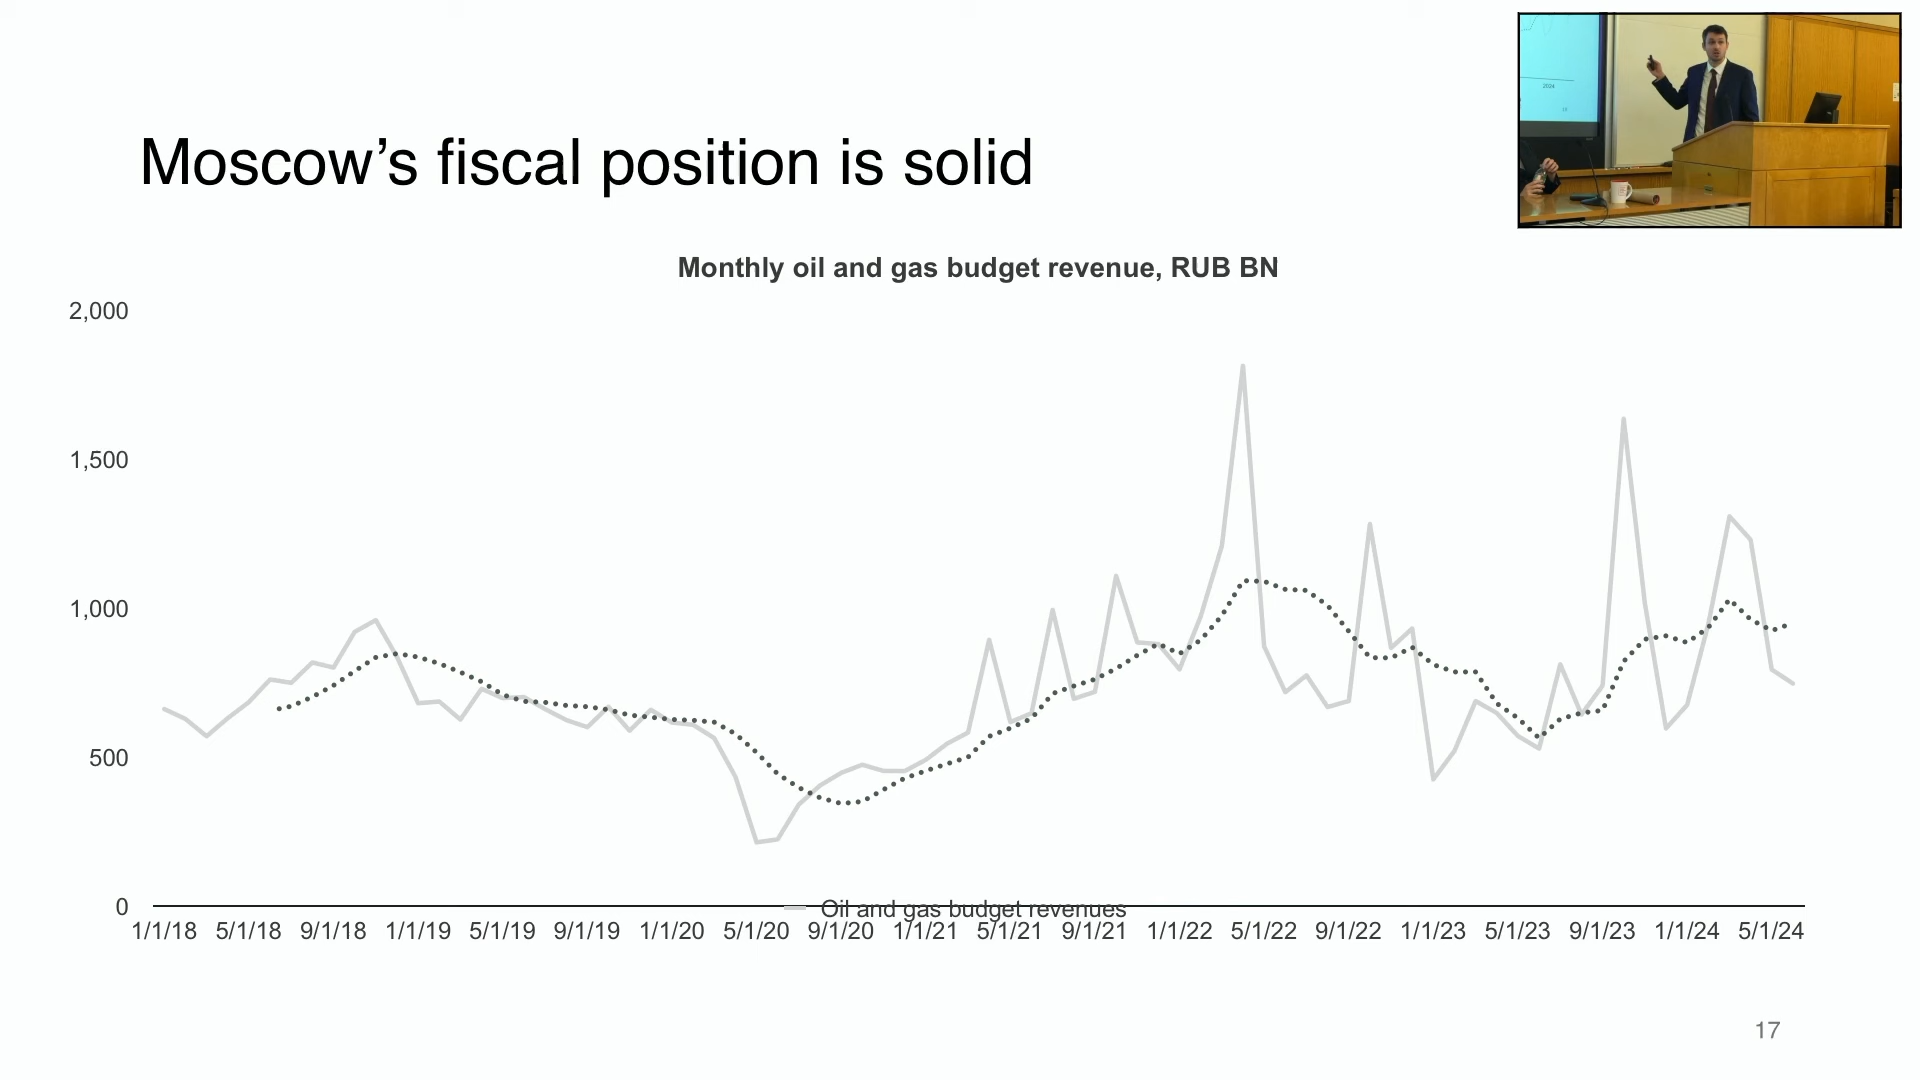 Moscow’s fiscal position is solid
Monthly oil and gas budget revenue, RUB BN
2,000
1,500
1,000
500
0
Oil and gas budget revenues
1/1/18 5/1/18 9/1/18 1/1/19 5/1/19 9/1/19 1/1/20 5/1/20 9/1/20 1/1/21 5/1/21 9/1/21 1/1/22 5/1/22 9/1/22 1/1/23 5/1/23 9/1/23 1/1/24 5/1/24
17
2024
17